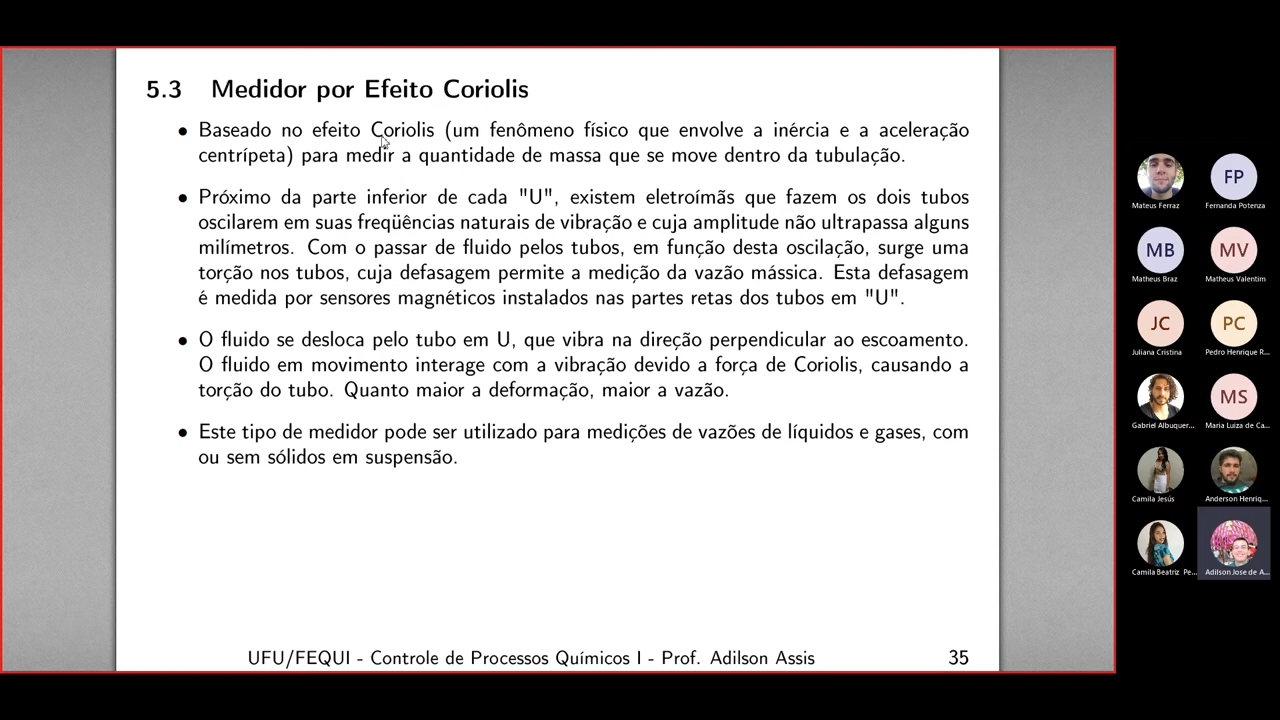 5.3 Medidor por Efeito Coriolis
• Baseado no efeito Coriolis (um fenômeno físico que envolve a inércia e a aceleração
centrípeta) para medir a quantidade de massa que se move dentro da tubulação.
• Próximo da parte inferior de cada "U", existem eletroímãs que fazem os dois tubos
oscilarem em suas freqüências naturais de vibração e cuja amplitude não ultrapassa alguns
milímetros. Com o passar de fluido pelos tubos, em função desta oscilação, surge uma
torção nos tubos, cuja defasagem permite a medição da vazão mássica. Esta defasagem
é medida por sensores magnéticos instalados nas partes retas dos tubos em "U".
• O fluido se desloca pelo tubo em U, que vibra na direção perpendicular ao escoamento.
O fluido em movimento interage com a vibração devido a força de Coriolis, causando a
torção do tubo. Quanto maior a deformação, maior a vazão.
• Este tipo de medidor pode ser utilizado para medições de vazões de líquidos e gases, com
ou sem sólidos em suspensão.
UFU/FEQUI - Controle de Processos Químicos I - Prof. Adilson Assis 35
Mateus Ferraz
FP
Fernanda Potenza
MB
Matheus Braz
MV
Matheus Valentim
JC
Juliana Cristina
PC
Pedro Henrique R...
Gabriel Albuquer...
MS
Maria Luiza de Ca...
Camila Jesús
Anderson Henriq...
Camila Beatriz Pe...
Adilson Jose de A...